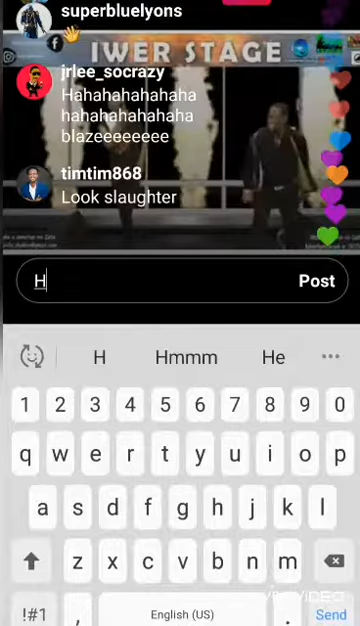 superbluelyons
👋
IWER STAGE
jrlee_socrazy
Hahahahahahaha
hahahahahahaha
blazeeeeeeee
timtim868
Look slaughter
H
Post
H Hmmm He
1 2 3 4 5 6 7 8 9 0
q w e r t y u i o p
a s d f g h j k l
z x c v b n m
!#1 , English (US) . Send